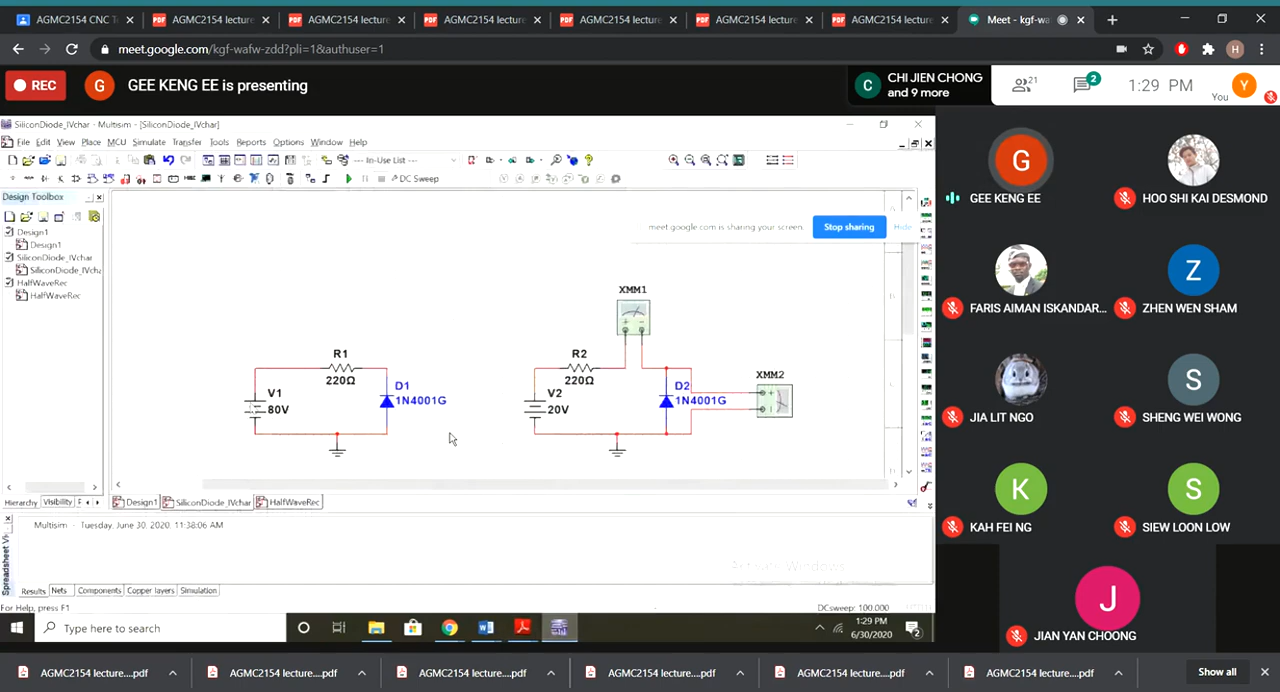 AGMC2154 CNC T
AGMC2154 lecture
AGMC2154 lecture
AGMC2154 lecture
AGMC2154 lecture
AGMC2154 lecture
AGMC2154 lecture
Meet - kgf-wa
meet.google.com/kgf-wafw-zdd?pli=1&authuser=1
H
REC
G
GEE KENG EE is presenting
C
CHI JIEN CHONG
and 9 more
21
2
1:29 PM
You
Y
SiliconDiode_IVchar - Multisim - [SiliconDiode_IVchar]
File Edit View Place MCU Simulate Transfer Tools Reports Options Window Help
--- In-Use List ---
DC Sweep
Design Toolbox
Design1
Design1
SiliconDiode_IVchar
SiliconDiode_IVcha
HalfWaveRec
HalfWaveRec
Hierarchy Visibility
meet.google.com is sharing your screen.
Stop sharing
Hide
XMM1
R1
220Ω
D1
1N4001G
V1
80V
R2
220Ω
V2
20V
D2
1N4001G
XMM2
Design1 SiliconDiode_IVchar HalfWaveRec
Multisim - Tuesday, June 30, 2020, 11:38:06 AM
Spreadsheet Vi
Activate Windows
Results Nets Components Copper layers Simulation
For Help, press F1
DCsweep: 100.000
Type here to search
1:29 PM
6/30/2020
2
G
GEE KENG EE
HOO SHI KAI DESMOND
FARIS AIMAN ISKANDAR...
Z
ZHEN WEN SHAM
JIA LIT NGO
S
SHENG WEI WONG
K
KAH FEI NG
S
SIEW LOON LOW
J
JIAN YAN CHOONG
AGMC2154 lecture....pdf
AGMC2154 lecture....pdf
AGMC2154 lecture....pdf
AGMC2154 lecture....pdf
AGMC2154 lecture....pdf
AGMC2154 lecture....pdf
Show all